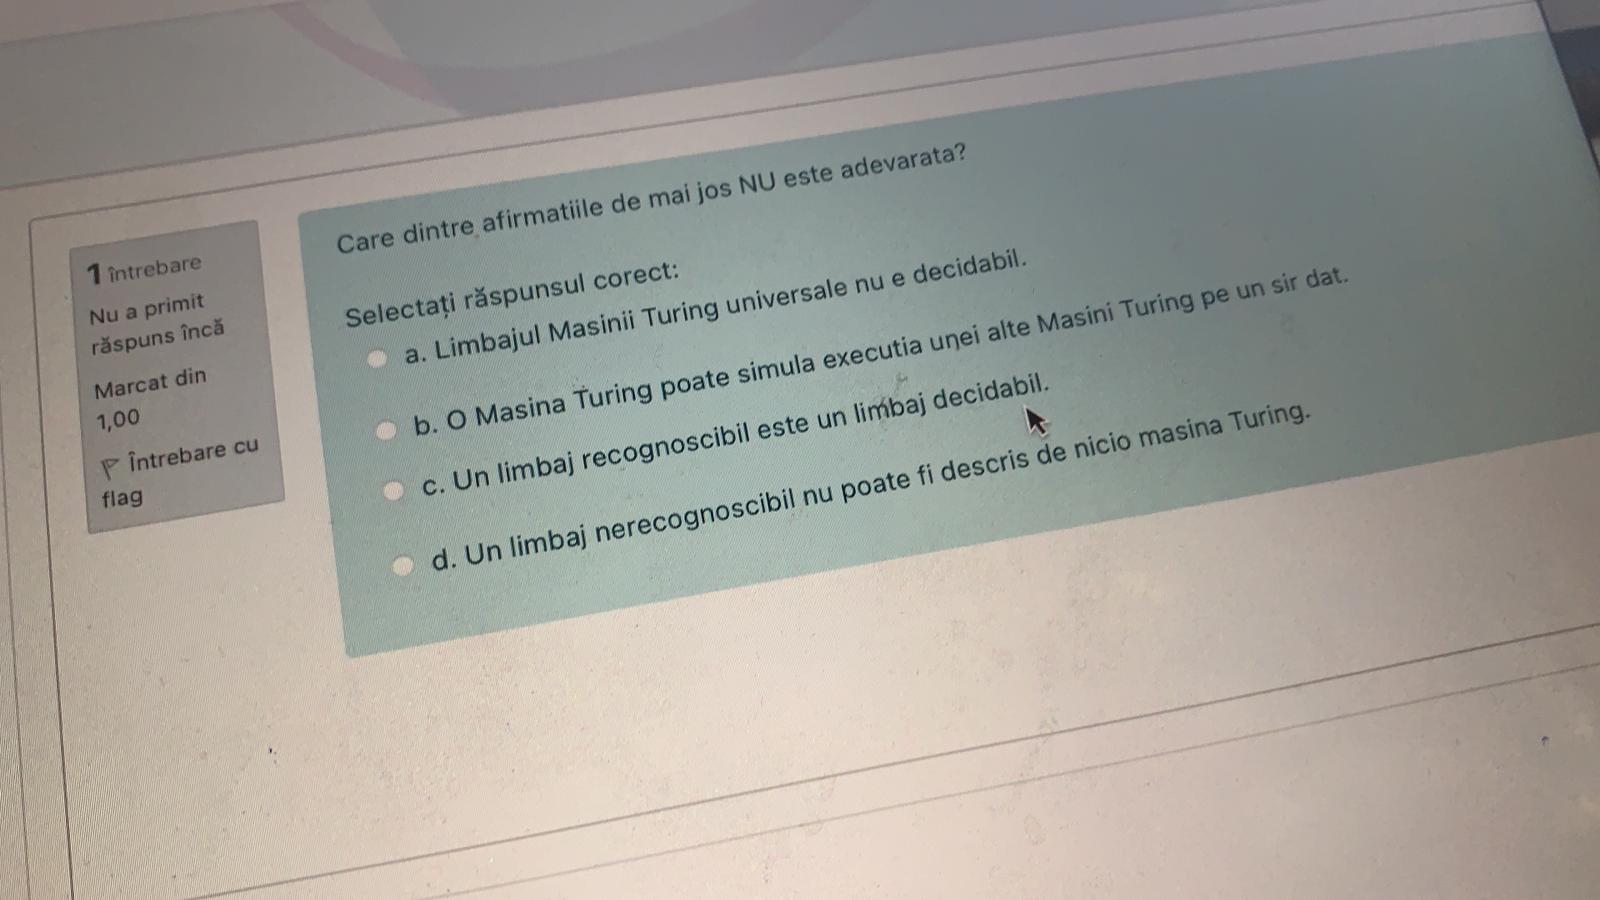 1 întrebare
Nu a primit
răspuns încă
Marcat din
1,00
Întrebare cu
flag
Care dintre afirmatiile de mai jos NU este adevarata?
Selectați răspunsul corect:
a. Limbajul Masinii Turing universale nu e decidabil.
b. O Masina Turing poate simula executia unei alte Masini Turing pe un sir dat.
c. Un limbaj recognoscibil este un limbaj decidabil.
d. Un limbaj nerecognoscibil nu poate fi descris de nicio masina Turing.